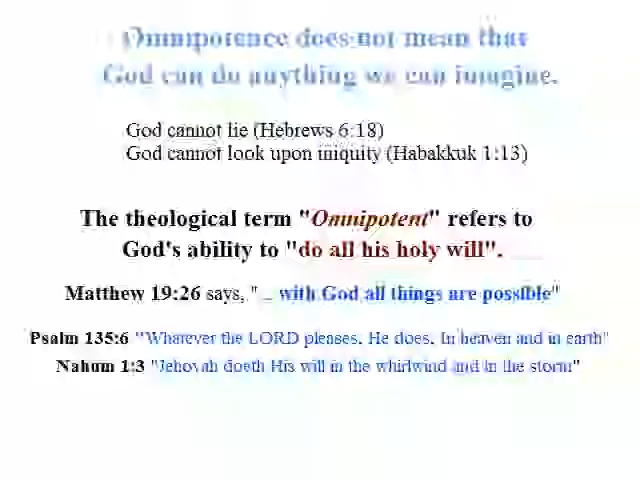 Omnipotence does not mean that
God can do anything we can imagine.
God cannot lie (Hebrews 6:18)
God cannot look upon iniquity (Habakkuk 1:13)
The theological term "Omnipotent" refers to
God's ability to "do all his holy will".
Matthew 19:26 says, "... with God all things are possible"
Psalm 135:6 "Whatever the LORD pleases, He does, In heaven and in earth"
Nahum 1:3 "Jehovah doeth His will in the whirlwind and in the storm"